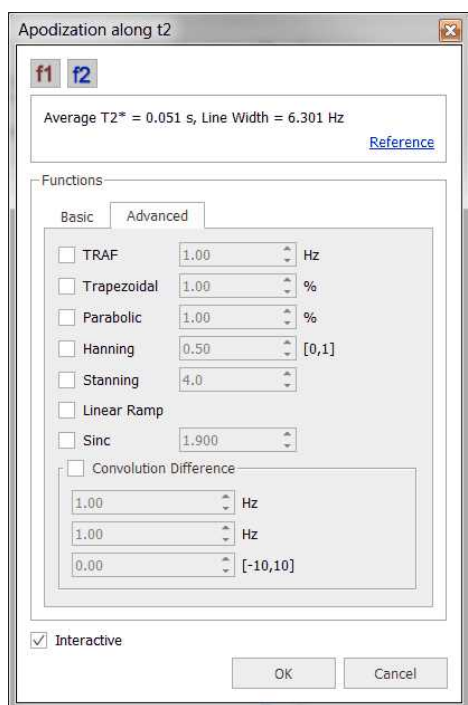 Apodization along t2
f1 f2
Average T2* = 0.051 s, Line Width = 6.301 Hz
Reference
Functions
Basic Advanced
TRAF 1.00 Hz
Trapezoidal 1.00 %
Parabolic 1.00 %
Hanning 0.50 [0,1]
Stanning 4.0
Linear Ramp
Sinc 1.900
Convolution Difference
1.00 Hz
1.00 Hz
0.00 [-10,10]
Interactive
OK Cancel